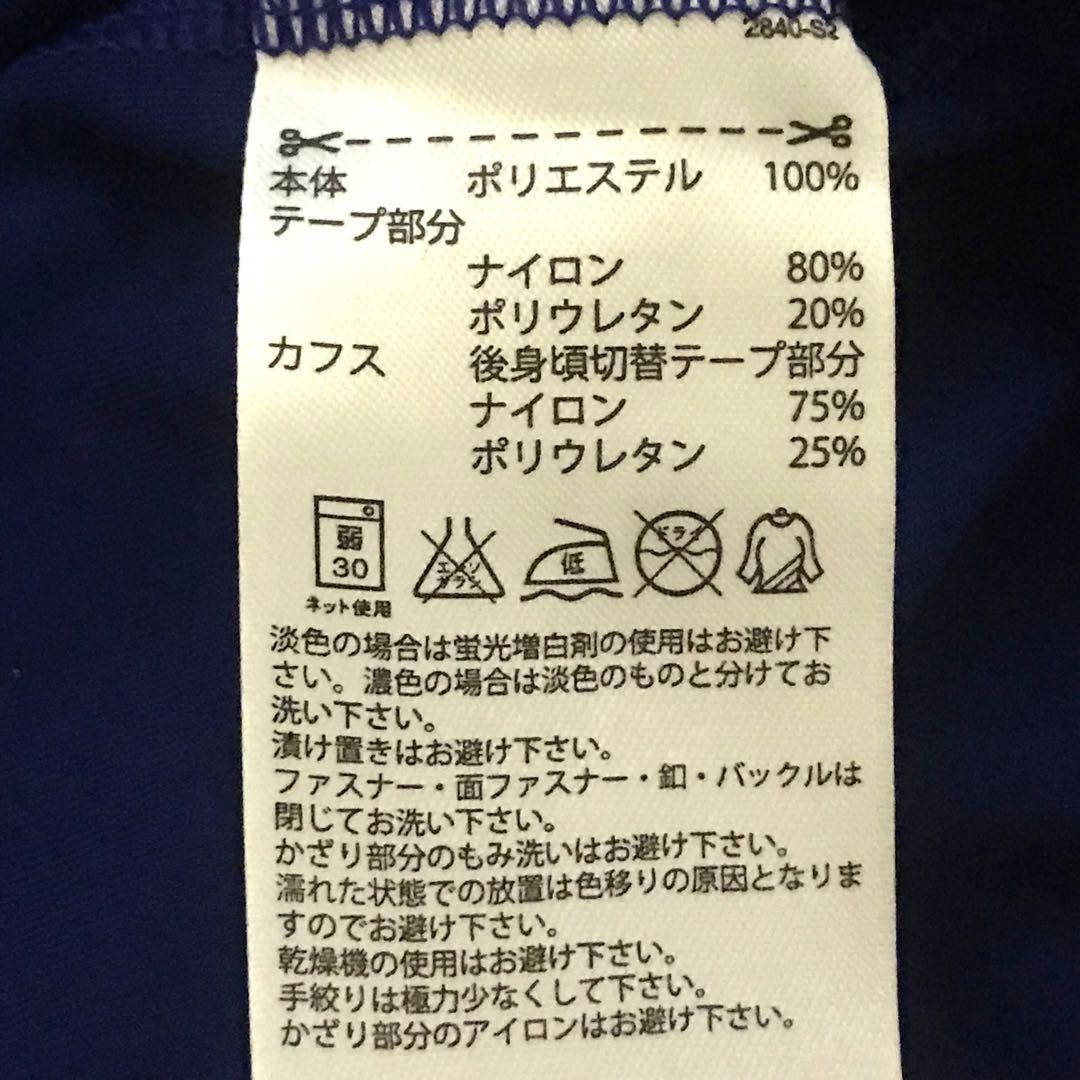 2840-S2
本体 ポリエステル 100%
テープ部分
ナイロン 80%
ポリウレタン 20%
カフス 後身頃切替テープ部分
ナイロン 75%
ポリウレタン 25%
弱
30
ネット使用
エンソ
サラシ
低
ドライ
淡色の場合は蛍光増白剤の使用はお避け下
さい。濃色の場合は淡色のものと分けてお
洗い下さい。
漬け置きはお避け下さい。
ファスナー・面ファスナー・釦・バックルは
閉じてお洗い下さい。
かざり部分のもみ洗いはお避け下さい。
濡れた状態での放置は色移りの原因となりま
すのでお避け下さい。
乾燥機の使用はお避け下さい。
手絞りは極力少なくして下さい。
かざり部分のアイロンはお避け下さい。